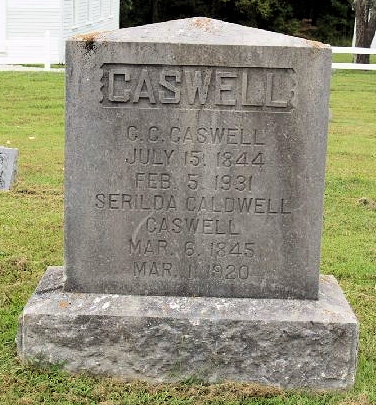 CASWELL
C. C. CASWELL
JULY 15, 1844
FEB. 5, 1931
SERILDA CALDWELL
CASWELL
MAR. 6, 1845
MAR. 1, 1920